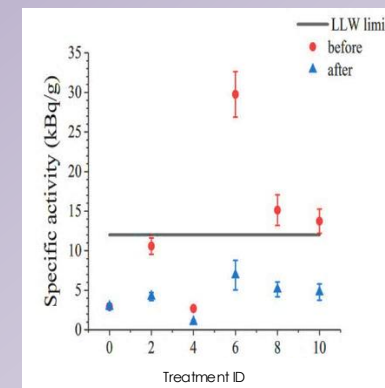 LLW limi
before
after
35
30
25
20
15
10
5
0
Specific activity (kBq/g)
0 2 4 6 8 10
Treatment ID